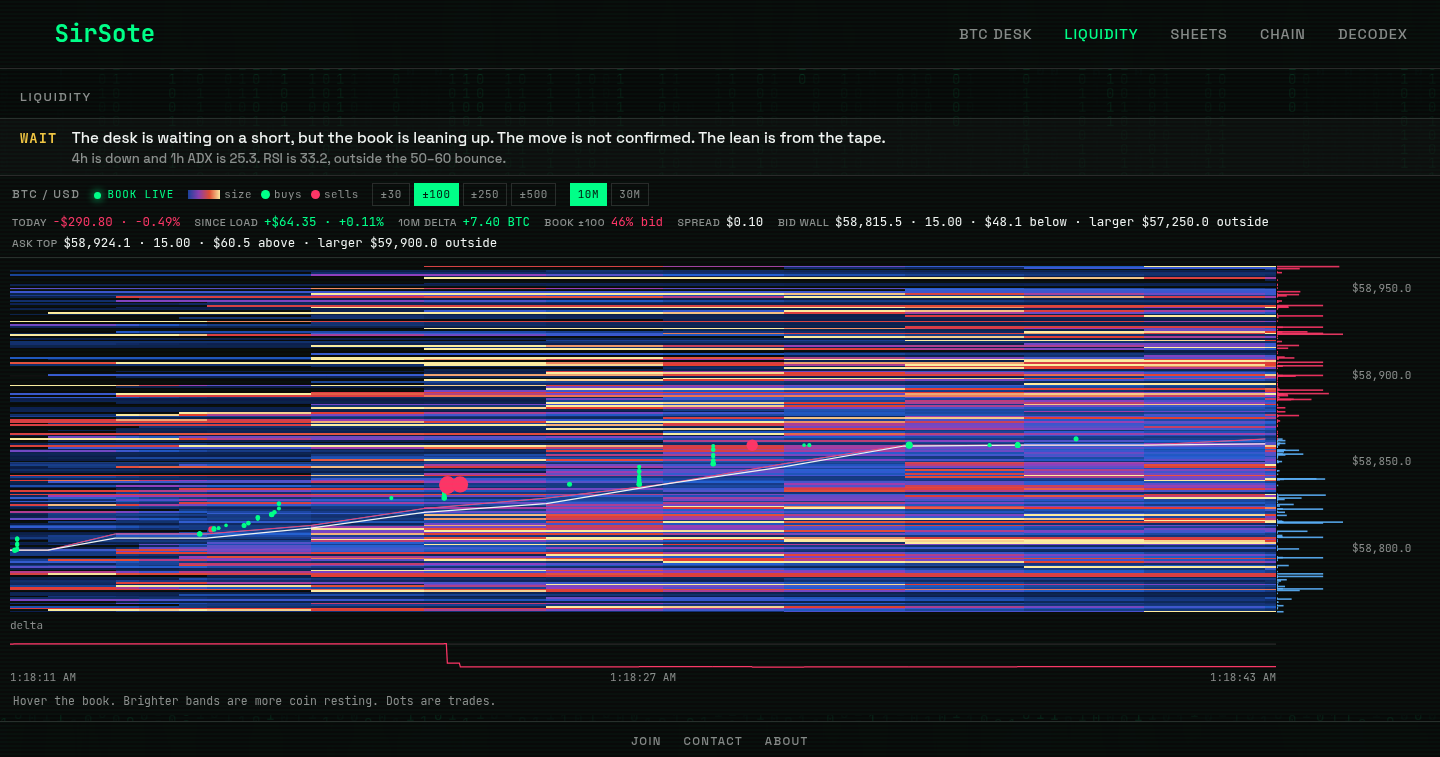 SirSote
BTC DESK LIQUIDITY SHEETS CHAIN DECODEX
LIQUIDITY
WAIT The desk is waiting on a short, but the book is leaning up. The move is not confirmed. The lean is from the tape.
4h is down and 1h ADX is 25.3. RSI is 33.2, outside the 50–60 bounce.
BTC / USD BOOK LIVE size buys sells ±30 ±100 ±250 ±500 10M 30M
TODAY -$290.80 · -0.49% SINCE LOAD +$64.35 · +0.11% 10M DELTA +7.40 BTC BOOK ±100 46% bid SPREAD $0.10 BID WALL $58,815.5 · 15.00 · $48.1 below · larger $57,250.0 outside
ASK TOP $58,924.1 · 15.00 · $60.5 above · larger $59,900.0 outside
$58,950.0
$58,900.0
$58,850.0
$58,800.0
delta
1:18:11 AM 1:18:27 AM 1:18:43 AM
Hover the book. Brighter bands are more coin resting. Dots are trades.
JOIN CONTACT ABOUT